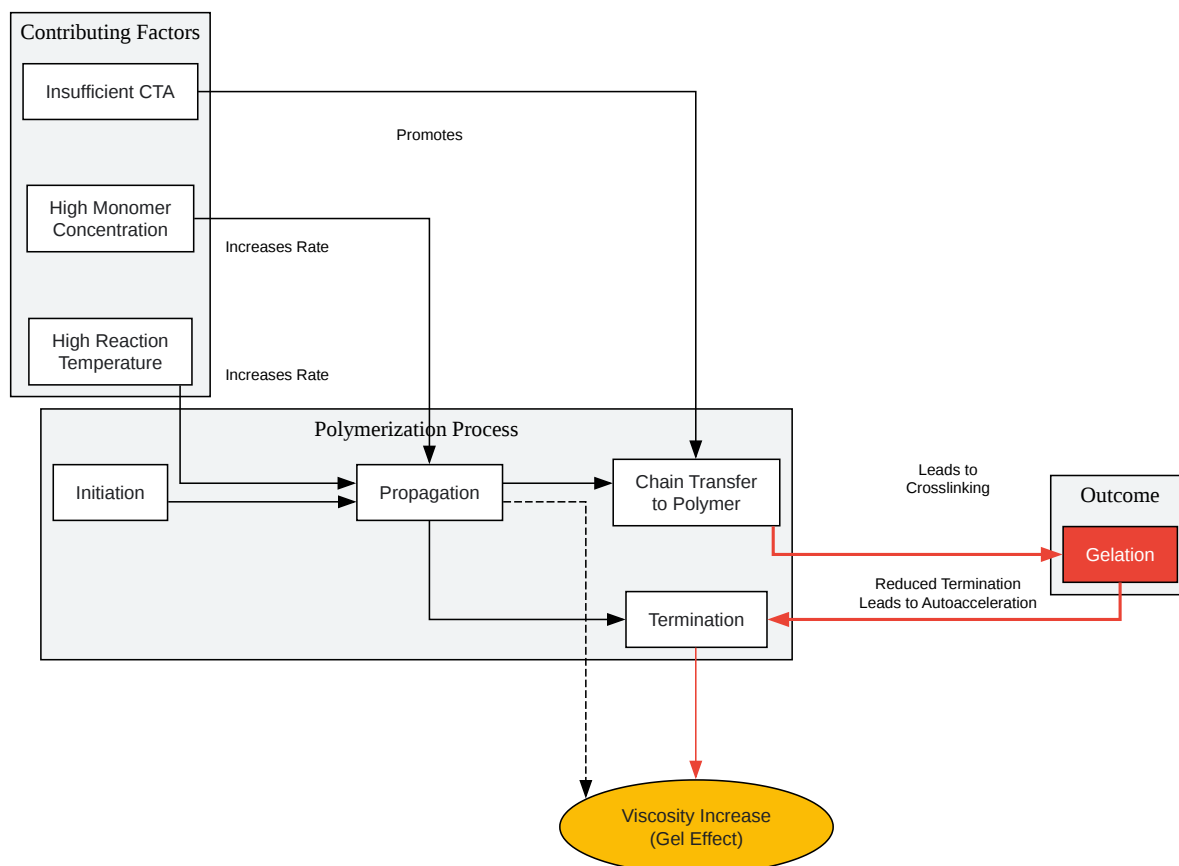 Contributing Factors
Insufficient CTA
Promotes
High Monomer
Concentration
Increases Rate
High Reaction
Temperature
Increases Rate
Polymerization Process
Initiation
Propagation
Chain Transfer
to Polymer
Leads to
Crosslinking
Outcome
Gelation
Reduced Termination
Leads to Autoacceleration
Termination
Viscosity Increase
(Gel Effect)